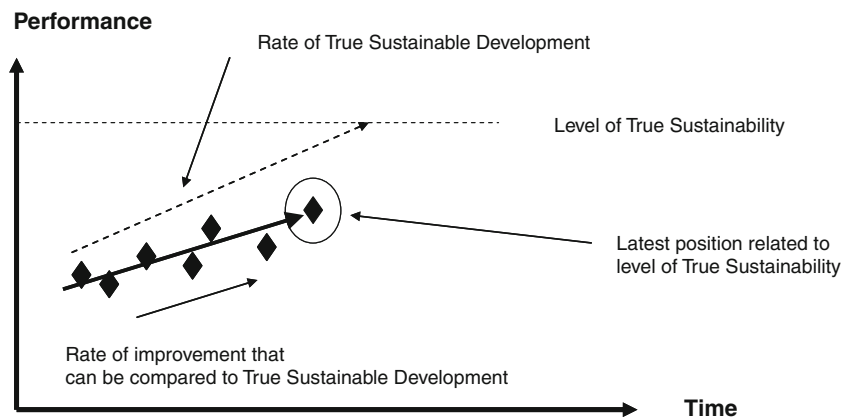 Performance
Rate of True Sustainable Development
Level of True Sustainability
Latest position related to
level of True Sustainability
Rate of improvement that
can be compared to True Sustainable Development
Time